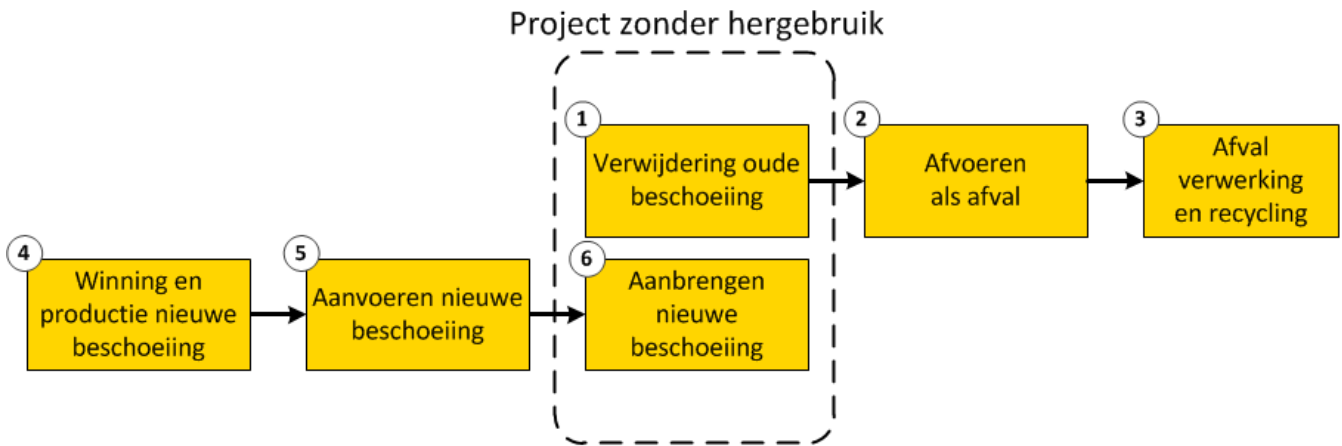 Project zonder hergebruik
1
Verwijdering oude
beschoeiing
2
Afvoeren
als afval
3
Afval
verwerking
en recycling
4
Winning en
productie nieuwe
beschoeiing
5
Aanvoeren nieuwe
beschoeiing
6
Aanbrengen
nieuwe
beschoeiing